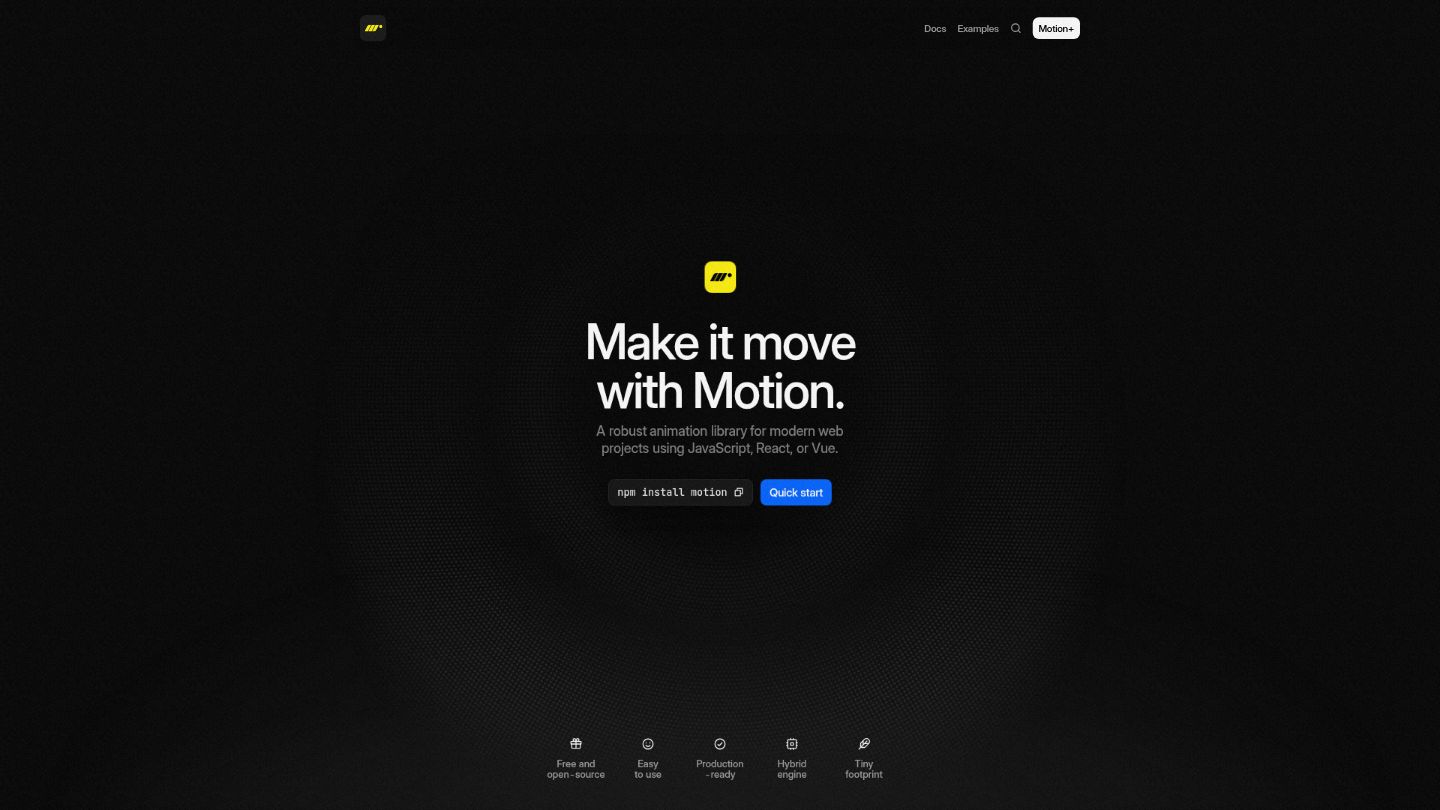 Docs
Examples
Motion+
Make it move
with Motion.
A robust animation library for modern web
projects using JavaScript, React, or Vue.
npm install motion
Quick start
Free and
open-source
Easy
to use
Production
-ready
Hybrid
engine
Tiny
footprint